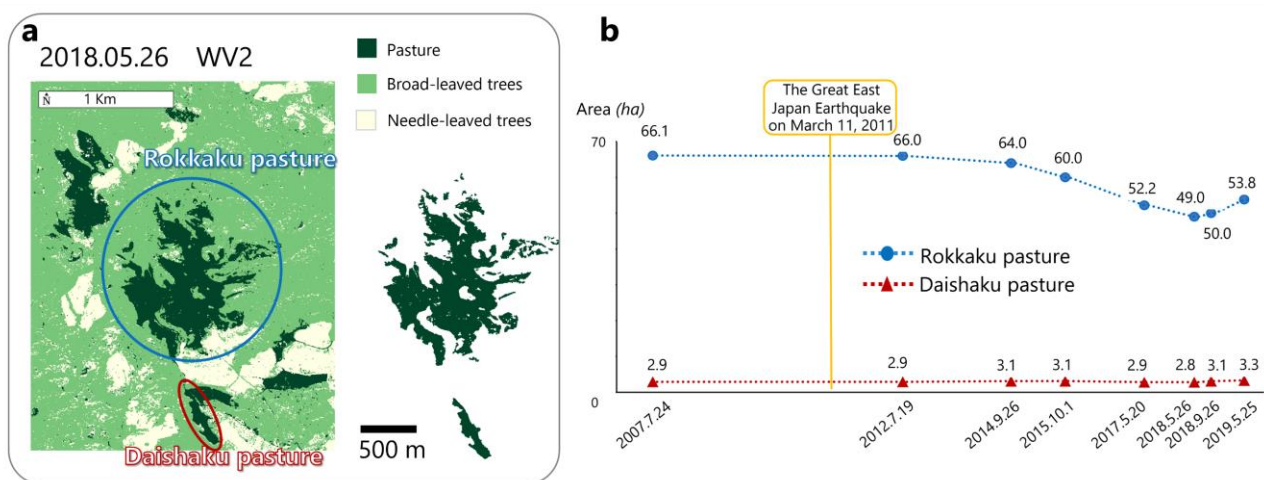 a
2018.05.26 WV2
Pasture
Broad-leaved trees
Needle-leaved trees
N
1 Km
Rokkaku pasture
Daishaku pasture
500 m
b
Area (ha)
The Great East
Japan Earthquake
on March 11, 2011
70
66.1
66.0
64.0
60.0
52.2
49.0
50.0
53.8
Rokkaku pasture
Daishaku pasture
2.9
2.9
3.1
3.1
2.9
2.8
3.1
3.3
0
2007.7.24
2012.7.19
2014.9.26
2015.10.1
2017.5.20
2018.5.26
2018.9.26
2019.5.25